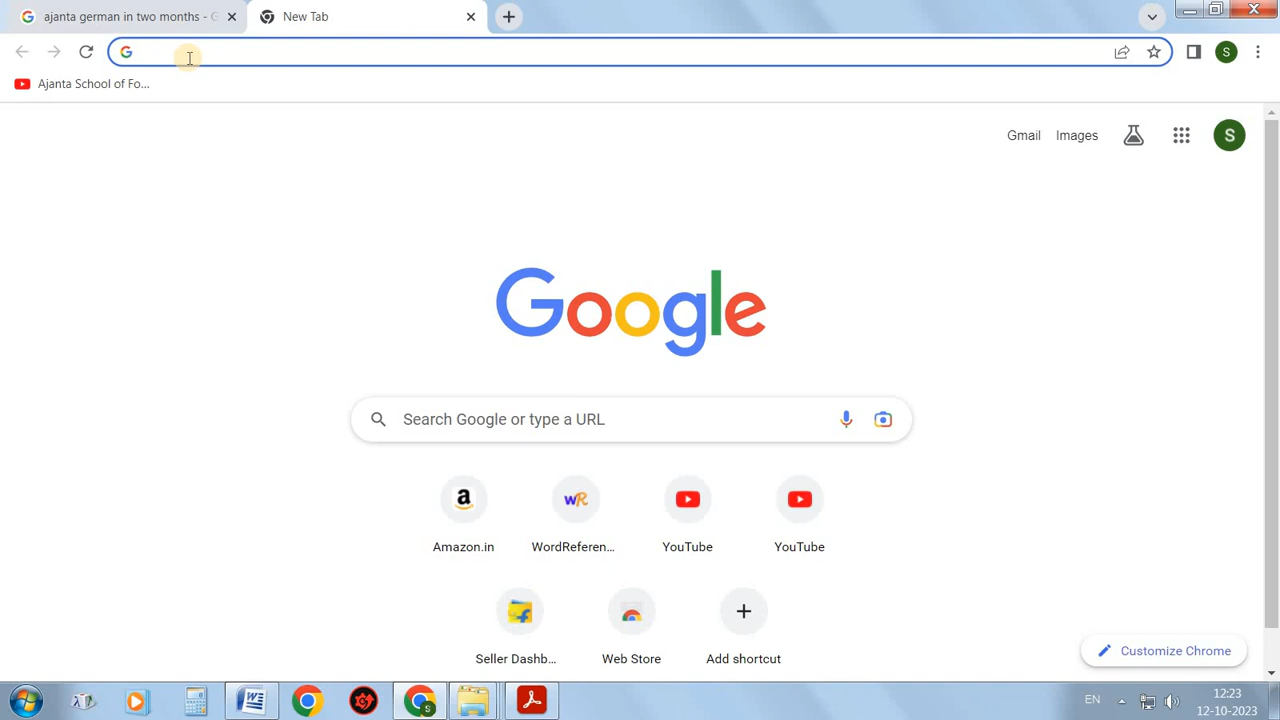 ajanta german in two months - G
New Tab
Ajanta School of Fo...
Gmail
Images
S
S
Google
Search Google or type a URL
Amazon.in
WordReferen...
YouTube
YouTube
Seller Dashb...
Web Store
Add shortcut
Customize Chrome
EN
12:23
12-10-2023